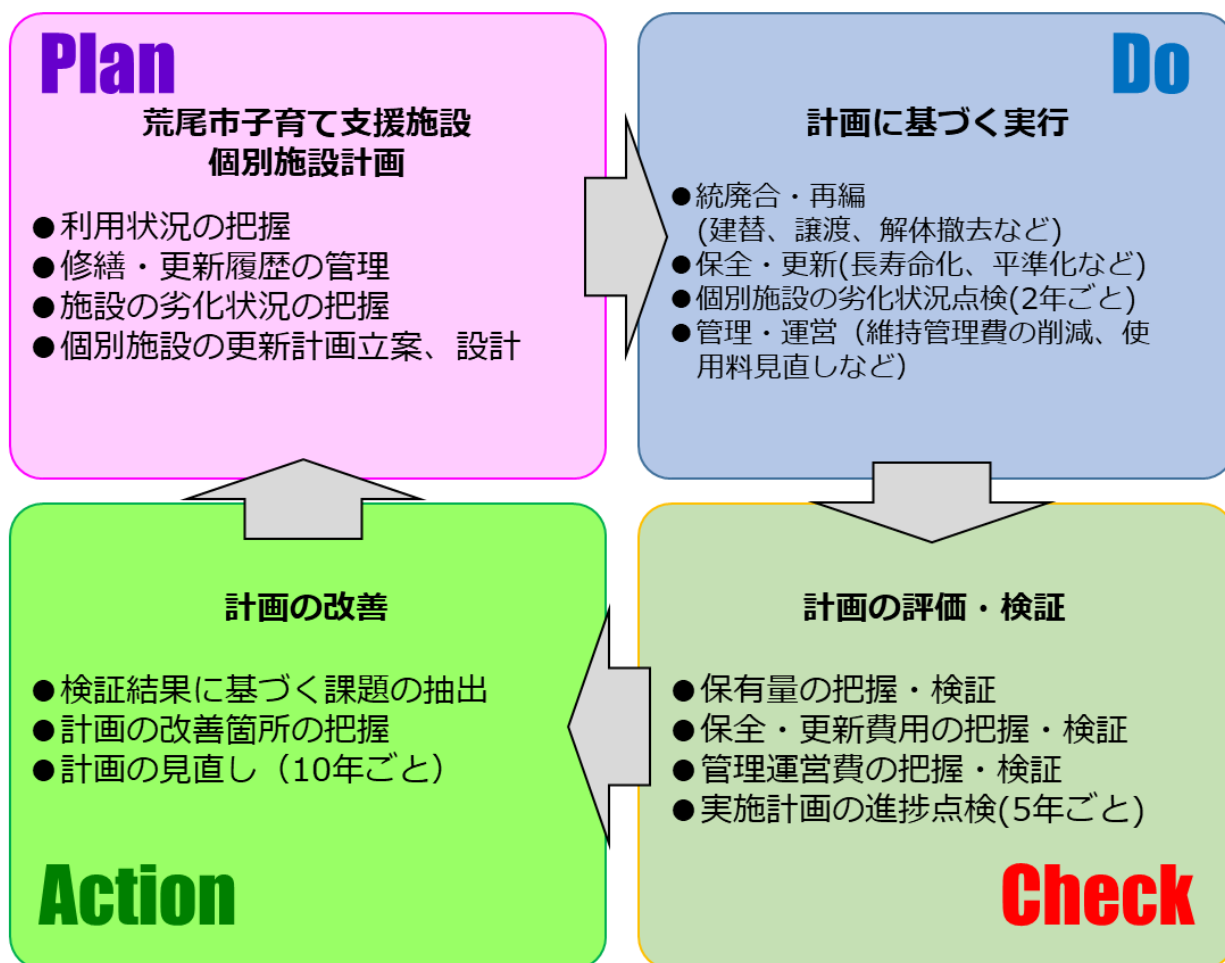 Plan
荒尾市子育て支援施設
個別施設計画
●利用状況の把握
●修繕・更新履歴の管理
●施設の劣化状況の把握
●個別施設の更新計画立案、設計
Do
計画に基づく実行
●統廃合・再編
(建替、譲渡、解体撤去など)
●保全・更新(長寿命化、平準化など)
●個別施設の劣化状況点検(2年ごと)
●管理・運営（維持管理費の削減、使
用料見直しなど）
計画の改善
●検証結果に基づく課題の抽出
●計画の改善箇所の把握
●計画の見直し（10年ごと）
Action
計画の評価・検証
●保有量の把握・検証
●保全・更新費用の把握・検証
●管理運営費の把握・検証
●実施計画の進捗点検(5年ごと)
Check